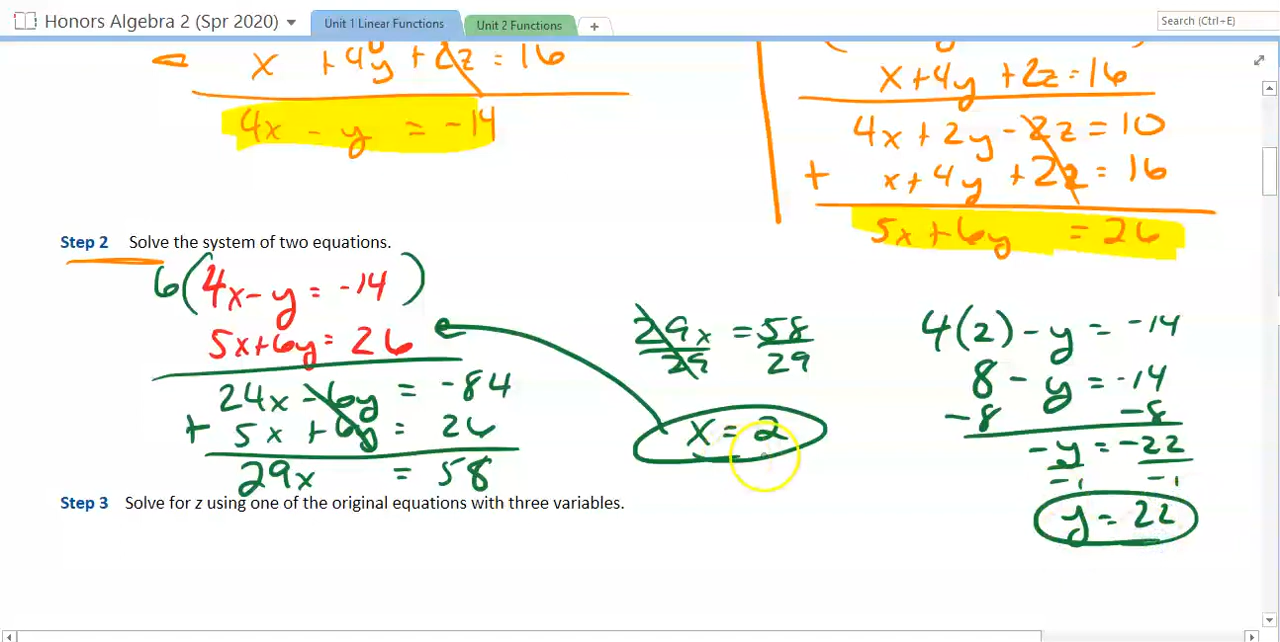 Honors Algebra 2 (Spr 2020)
Unit 1 Linear Functions
Unit 2 Functions
+
Search (Ctrl+E)
x + 4y + 2z = 16
4x - y = -14
x + 4y + 2z = 16
4x + 2y - 2z = 10
+ x + 4y + 2z = 16
5x + 6y = 26
Step 2 Solve the system of two equations.
6(4x - y = -14)
5x + 6y = 26
24x - 6y = -84
+ 5x + 6y = 26
29x = 58
29x = 58
29 29
x = 2
4(2) - y = -14
8 - y = -14
-8 -8
-y = -22
-1 -1
y = 22
Step 3 Solve for z using one of the original equations with three variables.